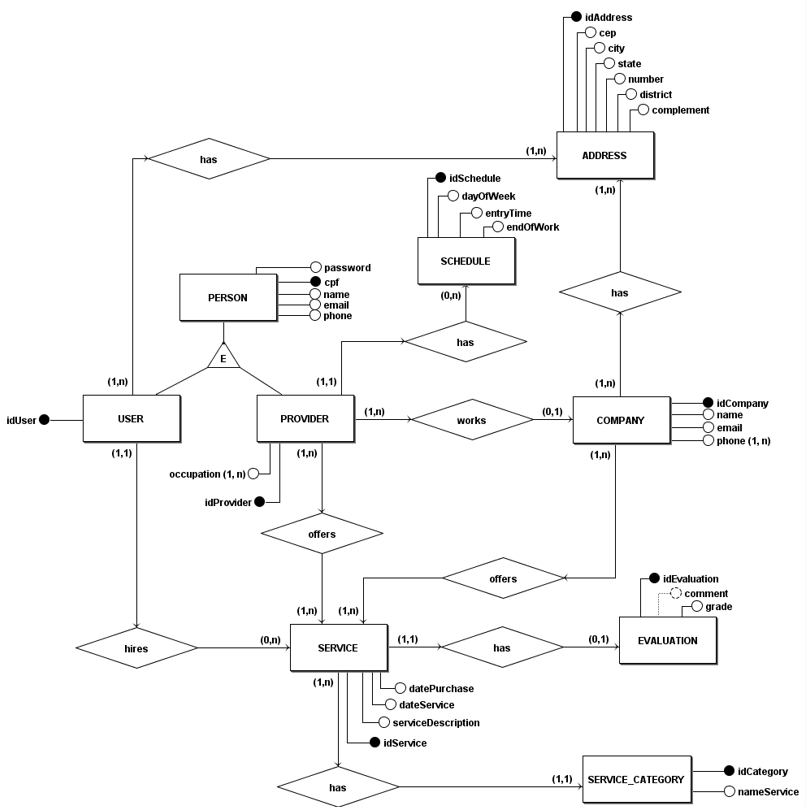 idAddress
cep
city
state
number
district
complement
has
(1,n)
ADDRESS
(1,n)
idSchedule
dayOfWeek
entryTime
endOfWork
SCHEDULE
(0,n)
password
cpf
name
email
phone
PERSON
has
has
E
(1,n)
(1,1)
(1,n)
idUser
USER
PROVIDER
(1,n)
works
(0,1)
COMPANY
idCompany
name
email
phone (1, n)
(1,1)
(1,n)
(1,n)
occupation (1, n)
idProvider
offers
offers
idEvaluation
comment
grade
(1,n)
(1,n)
hires
(0,n)
SERVICE
(1,1)
has
(0,1)
EVALUATION
(1,n)
datePurchase
dateService
serviceDescription
idService
has
(1,1)
SERVICE_CATEGORY
idCategory
nameService